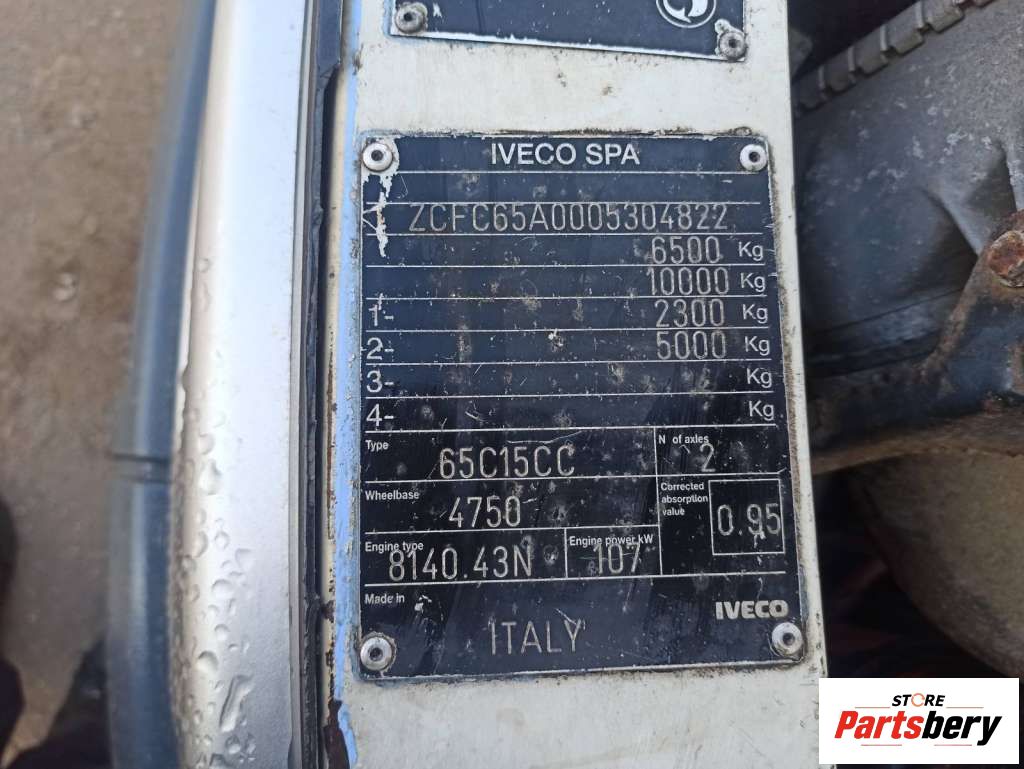 IVECO SPA
ZCFC65A0005304822
6500 Kg
10000 Kg
1- 2300 Kg
2- 5000 Kg
3- Kg
4- Kg
Type 65C15CC
N of axles 2
Wheelbase 4750
Corrected absorption value 0.95
Engine type 8140.43N
Engine power kW 107
Made in ITALY
IVECO
STORE
Partsbery